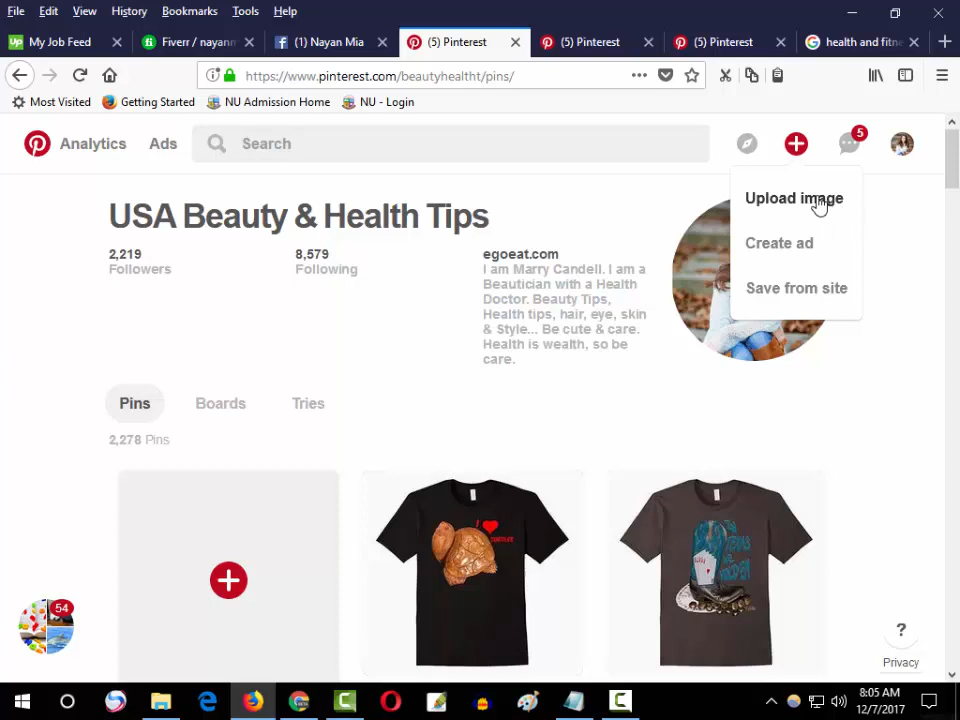 File Edit View History Bookmarks Tools Help
My Job Feed
Fiverr / nayanm
(1) Nayan Mia
(5) Pinterest
(5) Pinterest
(5) Pinterest
health and fitne
https://www.pinterest.com/beautyhealtht/pins/
Most Visited Getting Started NU Admission Home NU - Login
Analytics Ads Search 5
Upload image
Create ad
Save from site
USA Beauty & Health Tips
2,219
Followers
8,579
Following
egoeat.com
I am Marry Candell. I am a
Beautician with a Health
Doctor. Beauty Tips,
Health tips, hair, eye, skin
& Style... Be cute & care.
Health is wealth, so be
care.
Pins Boards Tries
2,278 Pins
I
54
?
Privacy
8:05 AM
12/7/2017